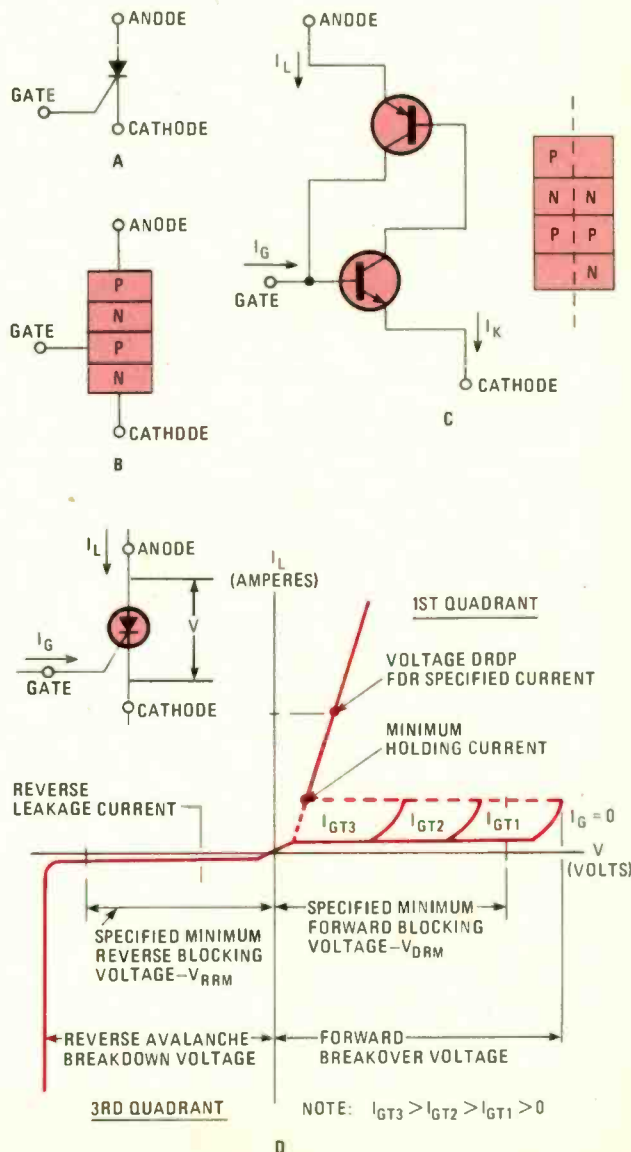 ANODE
GATE
CATHODE
A
ANODE
P
N
P
N
GATE
CATHODE
B
ANODE
I_L
I_G
GATE
I_K
CATHODE
C
P
N N
P P
N
I_L
ANODE
I_G
V
GATE
CATHODE
I_L
(AMPERES)
1ST QUADRANT
VOLTAGE DRDP
FDR SPECIFIED CURRENT
MINIMUM
HOLDING CURRENT
REVERSE
LEAKAGE CURRENT
I_GT3 I_GT2 I_GT1 I_G = 0
V
(VOLTS)
SPECIFIED MINIMUM
REVERSE BLOCKING
VOLTAGE–V_RRM
SPECIFIED MINIMUM
FORWARD BLOCKING
VOLTAGE–V_DRM
REVERSE AVALANCHE
BREAKDOWN VOLTAGE
FORWARD
BREAKOVER VOLTAGE
3RD QUADRANT
NOTE: I_GT3 > I_GT2 > I_GT1 > 0
D